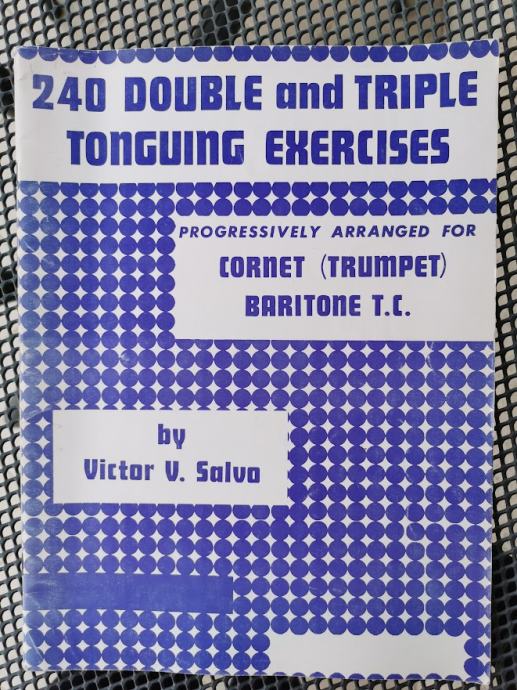 240 DOUBLE and TRIPLE
TONGUING EXERCISES
PROGRESSIVELY ARRANGED FOR
CORNET (TRUMPET)
BARITONE T.C.
by
Victor V. Salvo